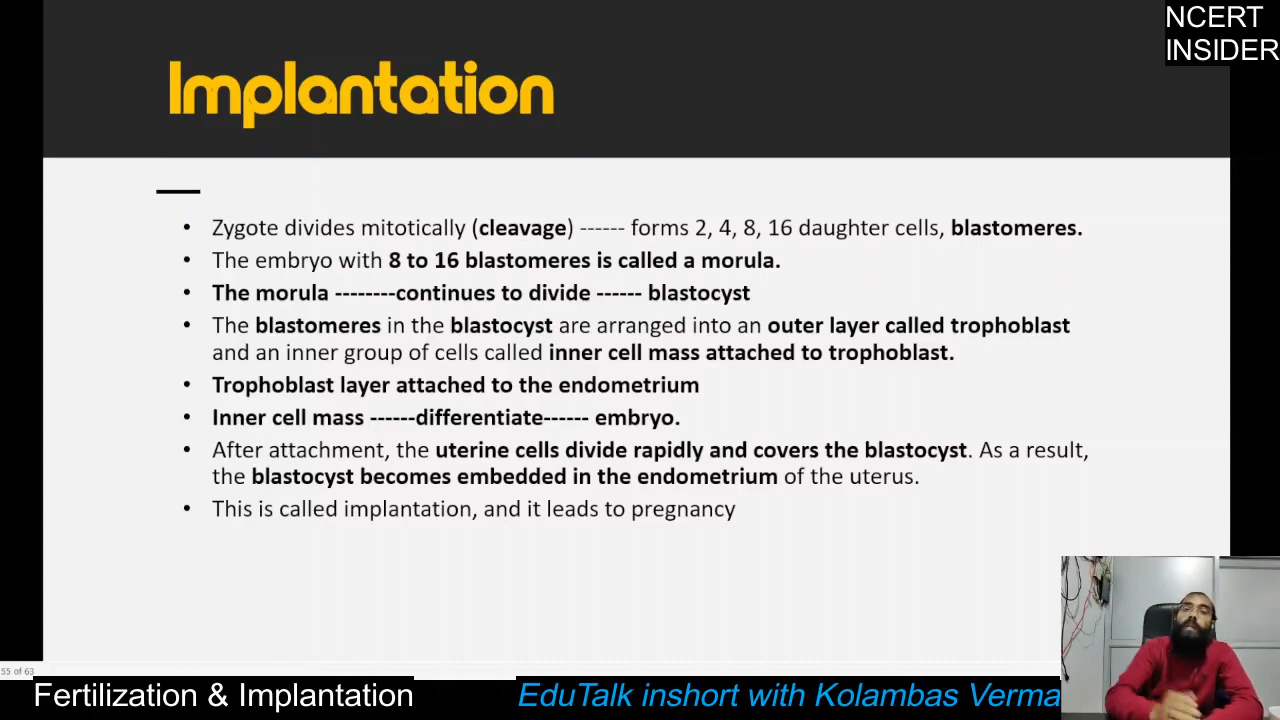 NCERT
INSIDER
Implantation
• Zygote divides mitotically (cleavage) ------ forms 2, 4, 8, 16 daughter cells, blastomeres.
• The embryo with 8 to 16 blastomeres is called a morula.
• The morula --------continues to divide ------ blastocyst
• The blastomeres in the blastocyst are arranged into an outer layer called trophoblast
and an inner group of cells called inner cell mass attached to trophoblast.
• Trophoblast layer attached to the endometrium
• Inner cell mass ------differentiate------ embryo.
• After attachment, the uterine cells divide rapidly and covers the blastocyst. As a result,
the blastocyst becomes embedded in the endometrium of the uterus.
• This is called implantation, and it leads to pregnancy
55 of 63
Fertilization & Implantation
EduTalk inshort with Kolambas Verma